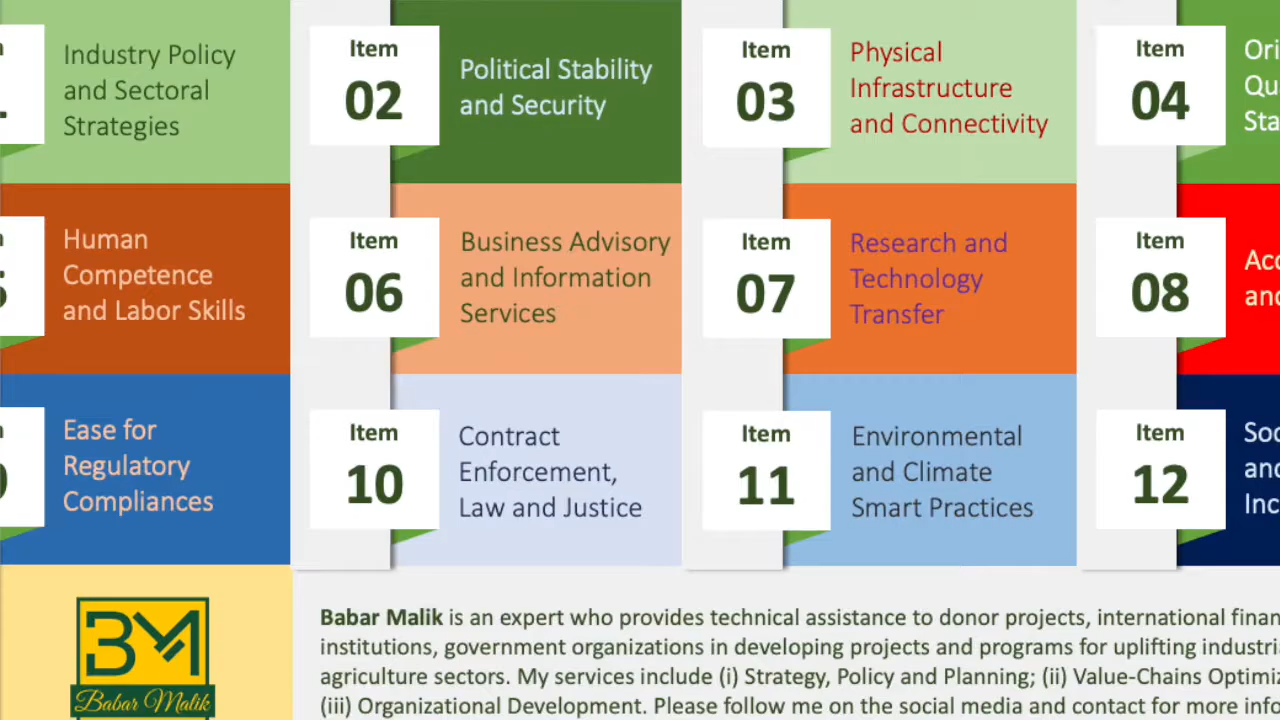 Industry Policy
and Sectoral
Strategies
Item
02
Political Stability
and Security
Item
03
Physical
Infrastructure
and Connectivity
Item
04
Human
Competence
and Labor Skills
Item
06
Business Advisory
and Information
Services
Item
07
Research and
Technology
Transfer
Item
08
and
Ease for
Regulatory
Compliances
Item
10
Contract
Enforcement,
Law and Justice
Item
11
Environmental
and Climate
Smart Practices
Item
12
and
BM
Babar Malik
Babar Malik is an expert who provides technical assistance to donor projects, international
institutions, government organizations in developing projects and programs for uplifting
agriculture sectors. My services include (i) Strategy, Policy and Planning; (ii) Value-Chains
(iii) Organizational Development. Please follow me on the social media and contact for more